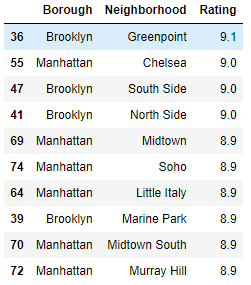 Borough Neighborhood Rating
36 Brooklyn Greenpoint 9.1
55 Manhattan Chelsea 9.0
47 Brooklyn South Side 9.0
41 Brooklyn North Side 9.0
69 Manhattan Midtown 8.9
74 Manhattan Soho 8.9
64 Manhattan Little Italy 8.9
39 Brooklyn Marine Park 8.9
70 Manhattan Midtown South 8.9
72 Manhattan Murray Hill 8.9